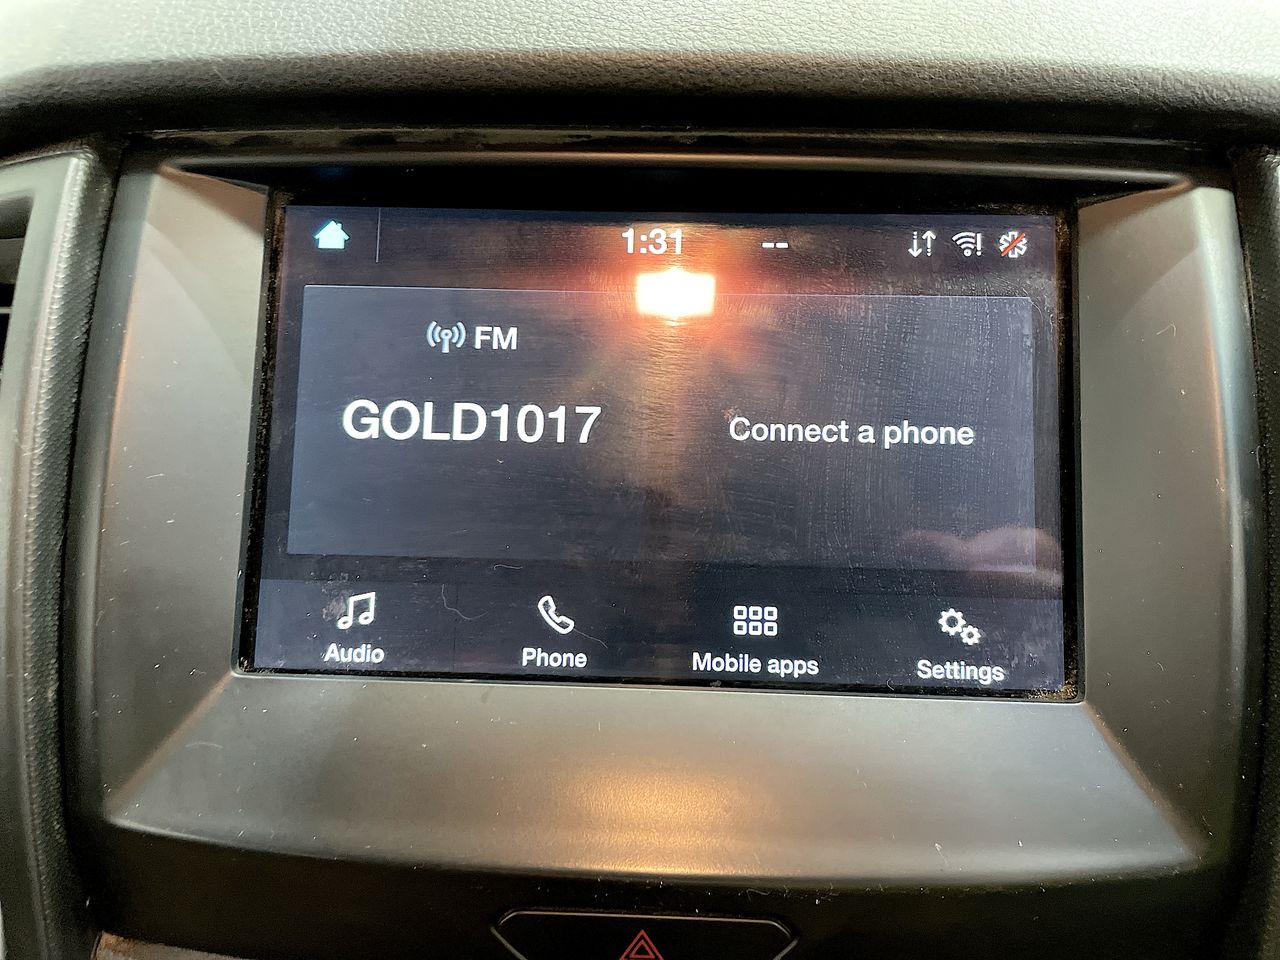 1:31 --
FM
GOLD1017
Connect a phone
Audio Phone Mobile apps Settings